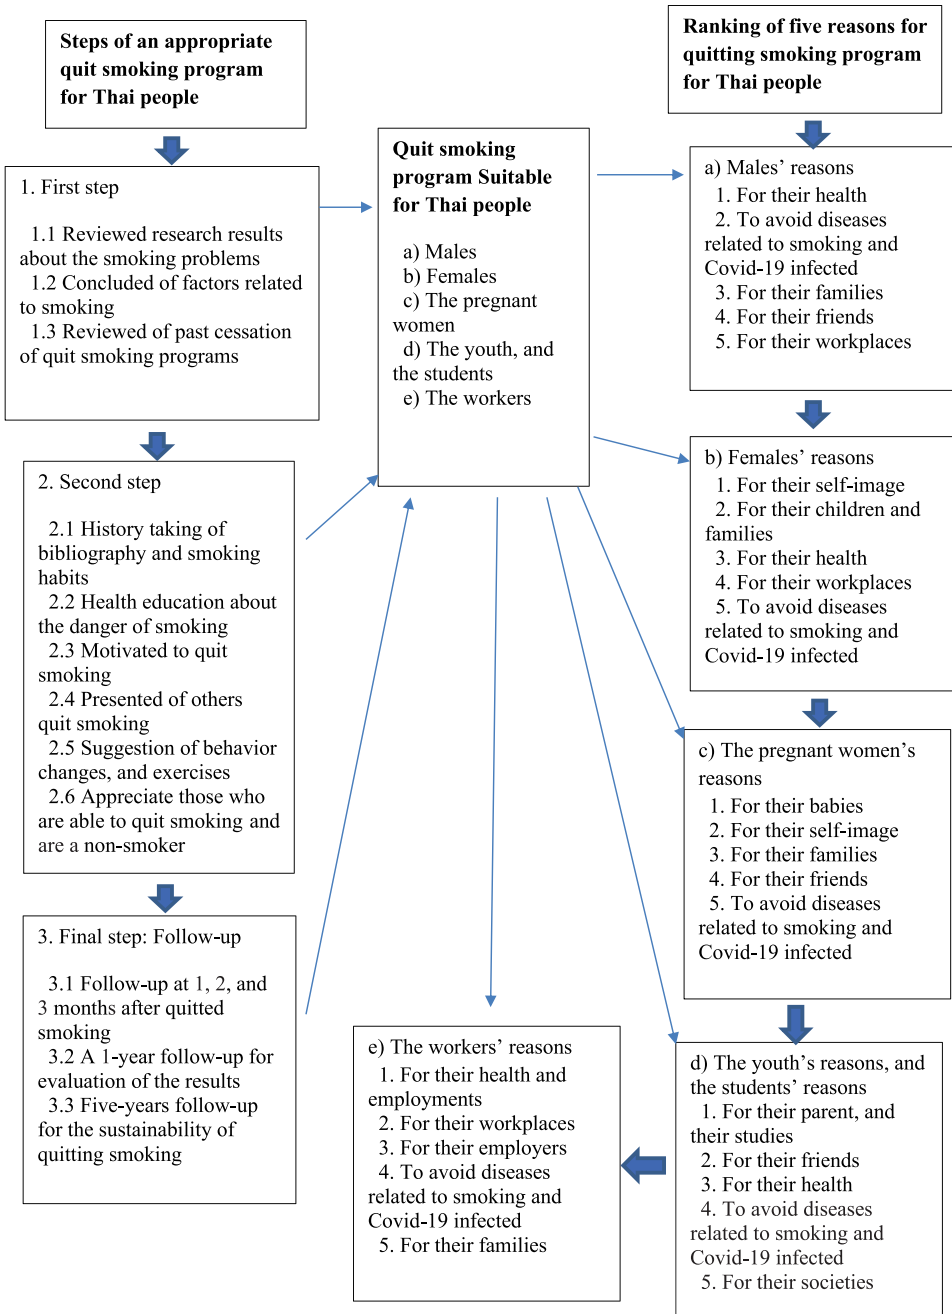 Steps of an appropriate
quit smoking program
for Thai people
1. First step
1.1 Reviewed research results
about the smoking problems
1.2 Concluded of factors related
to smoking
1.3 Reviewed of past cessation
of quit smoking programs
2. Second step
2.1 History taking of
bibliography and smoking
habits
2.2 Health education about
the danger of smoking
2.3 Motivated to quit
smoking
2.4 Presented of others
quit smoking
2.5 Suggestion of behavior
changes, and exercises
2.6 Appreciate those who
are able to quit smoking and
are a non-smoker
3. Final step: Follow-up
3.1 Follow-up at 1, 2, and
3 months after quitted
smoking
3.2 A 1-year follow-up for
evaluation of the results
3.3 Five-years follow-up
for the sustainability of
quitting smoking
Quit smoking
program Suitable
for Thai people
a) Males
b) Females
c) The pregnant
women
d) The youth, and
the students
e) The workers
Ranking of five reasons for
quitting smoking program
for Thai people
a) Males’ reasons
1. For their health
2. To avoid diseases
related to smoking and
Covid-19 infected
3. For their families
4. For their friends
5. For their workplaces
b) Females’ reasons
1. For their self-image
2. For their children and
families
3. For their health
4. For their workplaces
5. To avoid diseases
related to smoking and
Covid-19 infected
c) The pregnant women’s
reasons
1. For their babies
2. For their self-image
3. For their families
4. For their friends
5. To avoid diseases
related to smoking and
Covid-19 infected
d) The youth’s reasons, and
the students’ reasons
1. For their parent, and
their studies
2. For their friends
3. For their health
4. To avoid diseases
related to smoking and
Covid-19 infected
5. For their societies
e) The workers’ reasons
1. For their health and
employments
2. For their workplaces
3. For their employers
4. To avoid diseases
related to smoking and
Covid-19 infected
5. For their families